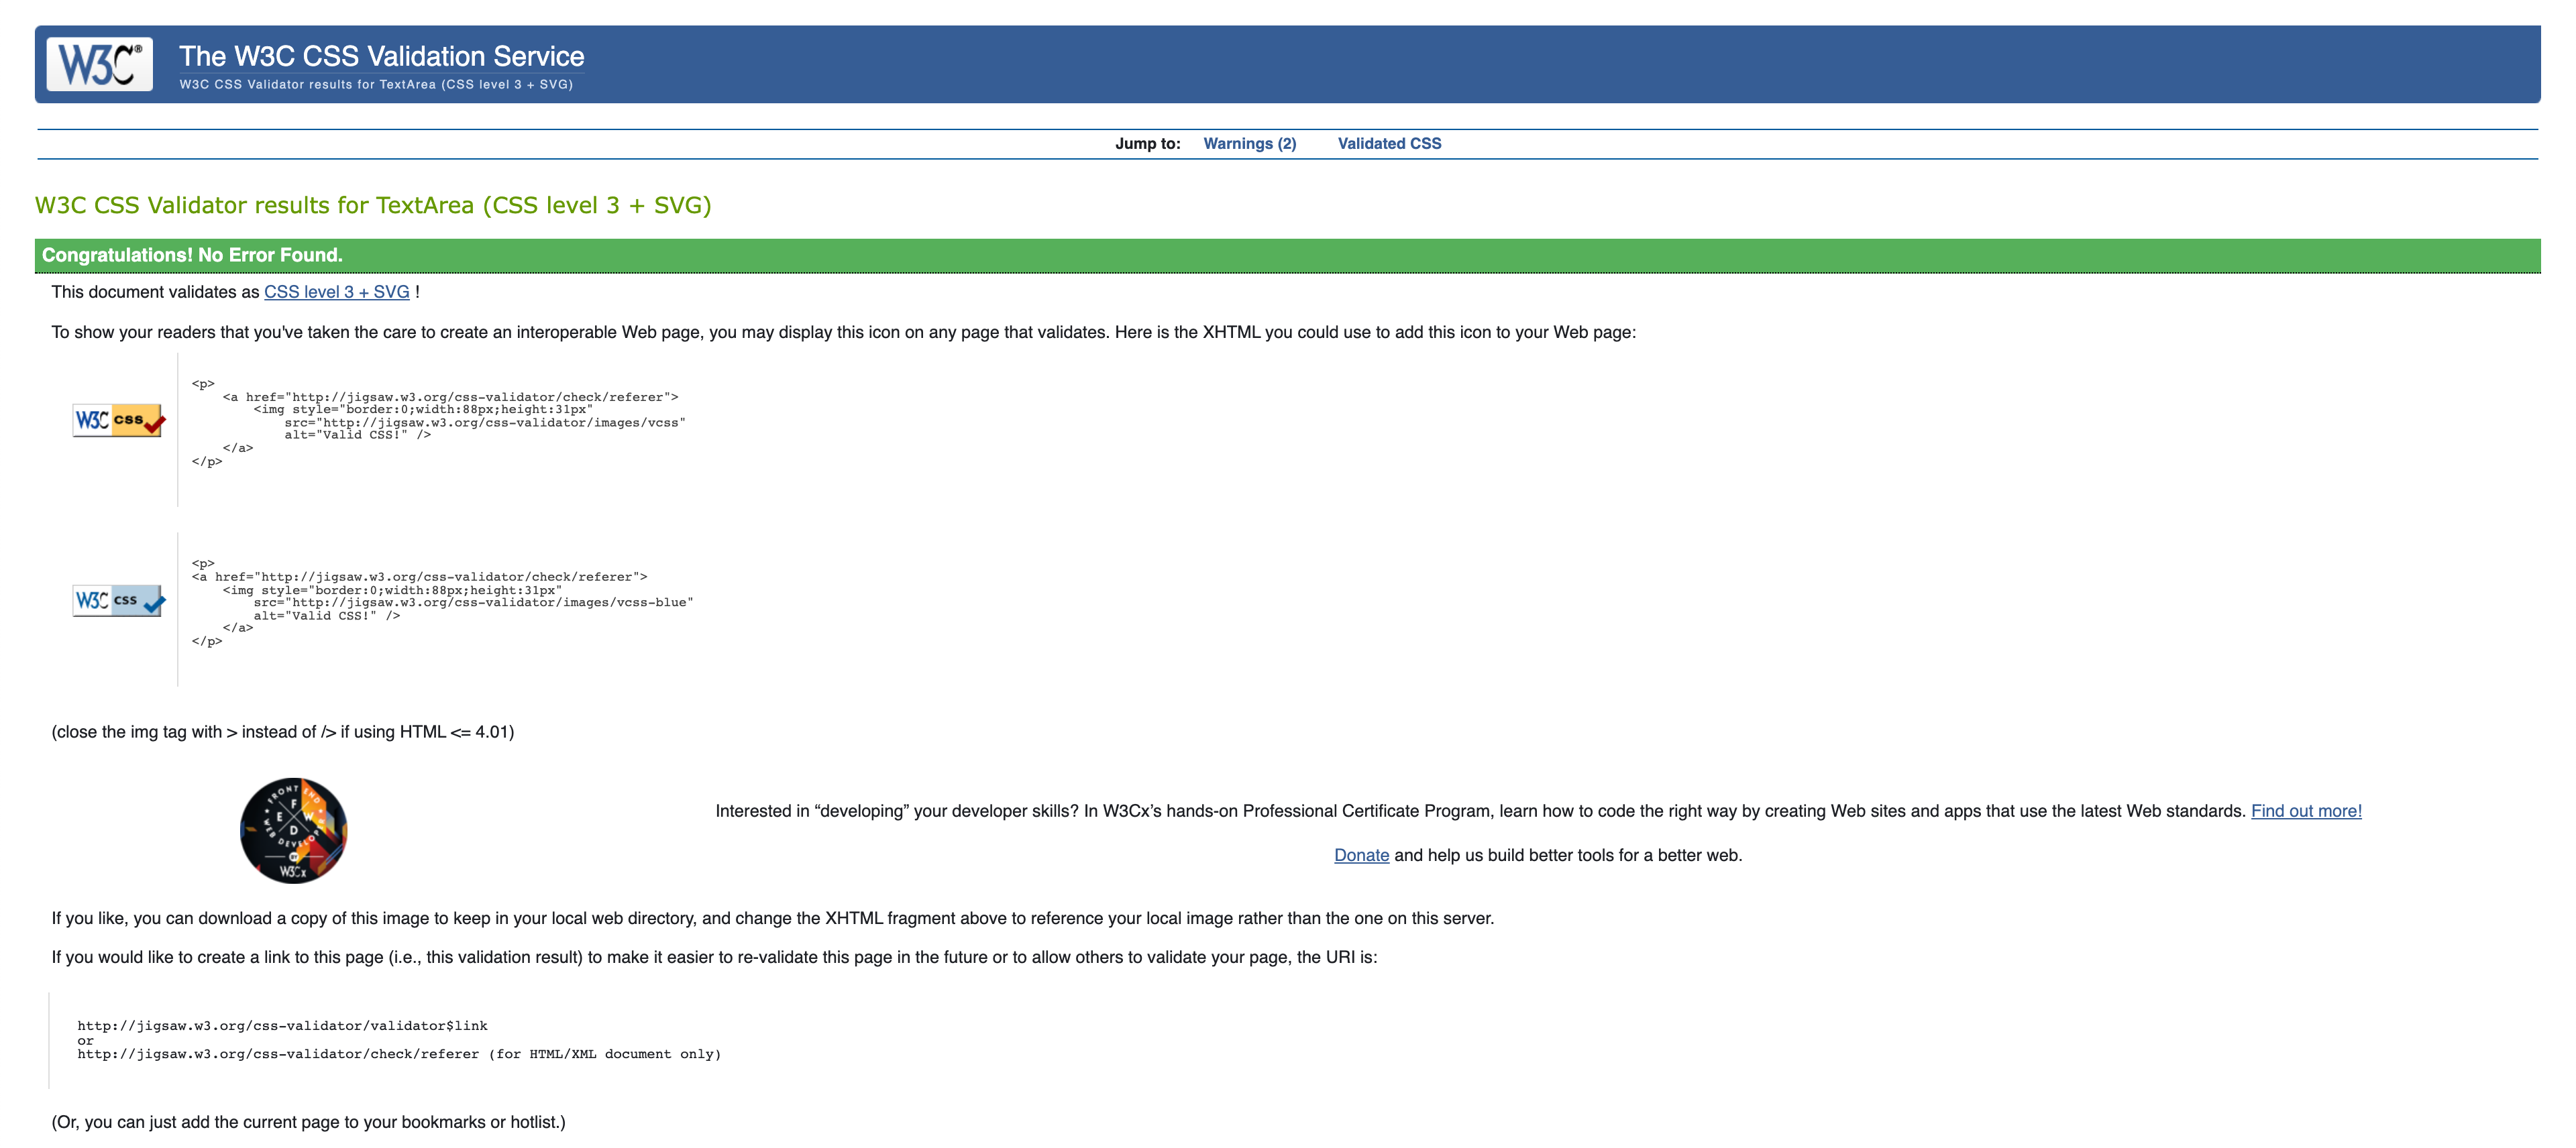 W3C®
The W3C CSS Validation Service
W3C CSS Validator results for TextArea (CSS level 3 + SVG)
Jump to: Warnings (2) Validated CSS
W3C CSS Validator results for TextArea (CSS level 3 + SVG)
Congratulations! No Error Found.
This document validates as CSS level 3 + SVG !
To show your readers that you've taken the care to create an interoperable Web page, you may display this icon on any page that validates. Here is the XHTML you could use to add this icon to your Web page:
W3C css
<p>
    <a href="http://jigsaw.w3.org/css-validator/check/referer">
        <img style="border:0;width:88px;height:31px"
            src="http://jigsaw.w3.org/css-validator/images/vcss"
            alt="Valid CSS!" />
    </a>
</p>
W3C css
<p>
<a href="http://jigsaw.w3.org/css-validator/check/referer">
    <img style="border:0;width:88px;height:31px"
        src="http://jigsaw.w3.org/css-validator/images/vcss-blue"
        alt="Valid CSS!" />
    </a>
</p>
(close the img tag with > instead of /> if using HTML <= 4.01)
FRONT END
F
E W
D
WEB DEVELOPER
BY
W3Cx
Interested in “developing” your developer skills? In W3Cx’s hands-on Professional Certificate Program, learn how to code the right way by creating Web sites and apps that use the latest Web standards. Find out more!
Donate and help us build better tools for a better web.
If you like, you can download a copy of this image to keep in your local web directory, and change the XHTML fragment above to reference your local image rather than the one on this server.
If you would like to create a link to this page (i.e., this validation result) to make it easier to re-validate this page in the future or to allow others to validate your page, the URI is:
http://jigsaw.w3.org/css-validator/validator$link
or
http://jigsaw.w3.org/css-validator/check/referer (for HTML/XML document only)
(Or, you can just add the current page to your bookmarks or hotlist.)